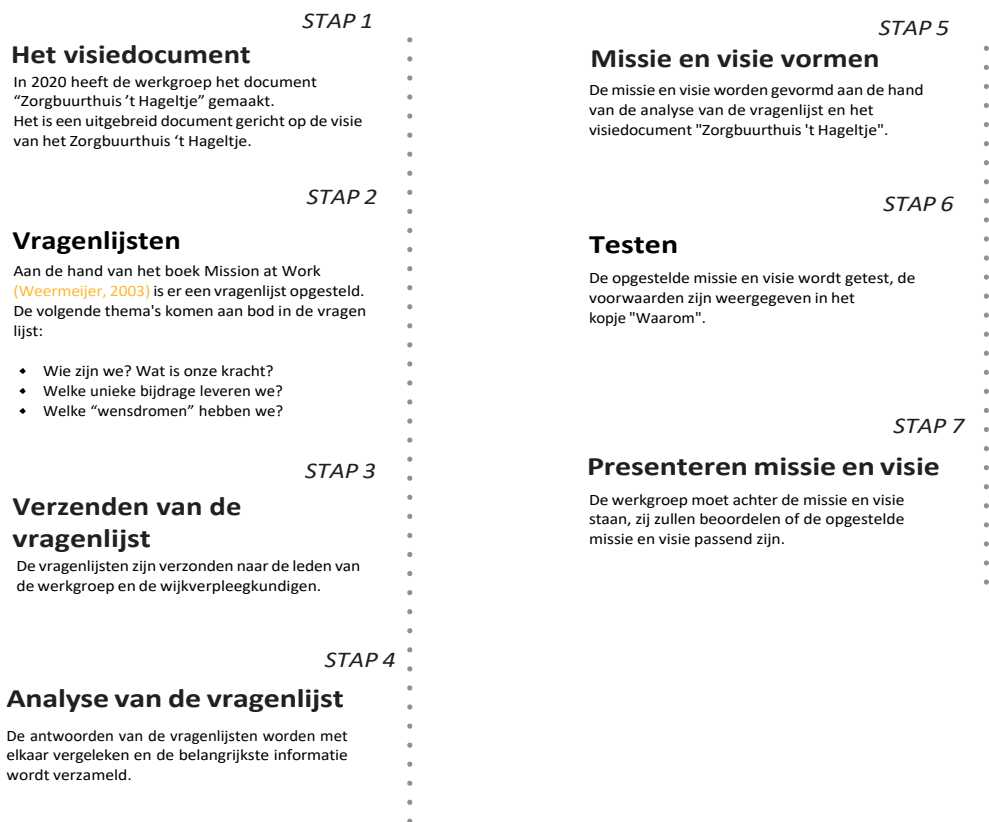 STAP 1
Het visiedocument
In 2020 heeft de werkgroep het document
“Zorgbuurthuis ’t Hageltje” gemaakt.
Het is een uitgebreid document gericht op de visie
van het Zorgbuurthuis ‘t Hageltje.
STAP 2
Vragenlijsten
Aan de hand van het boek Mission at Work
(Weermeijer, 2003) is er een vragenlijst opgesteld.
De volgende thema's komen aan bod in de vragen
lijst:
Wie zijn we? Wat is onze kracht?
Welke unieke bijdrage leveren we?
Welke “wensdromen” hebben we?
STAP 3
Verzenden van de
vragenlijst
De vragenlijsten zijn verzonden naar de leden van
de werkgroep en de wijkverpleegkundigen.
STAP 4
Analyse van de vragenlijst
De antwoorden van de vragenlijsten worden met
elkaar vergeleken en de belangrijkste informatie
wordt verzameld.
STAP 5
Missie en visie vormen
De missie en visie worden gevormd aan de hand
van de analyse van de vragenlijst en het
visiedocument "Zorgbuurthuis 't Hageltje".
STAP 6
Testen
De opgestelde missie en visie wordt getest, de
voorwaarden zijn weergegeven in het
kopje "Waarom".
STAP 7
Presenteren missie en visie
De werkgroep moet achter de missie en visie
staan, zij zullen beoordelen of de opgestelde
missie en visie passend zijn.